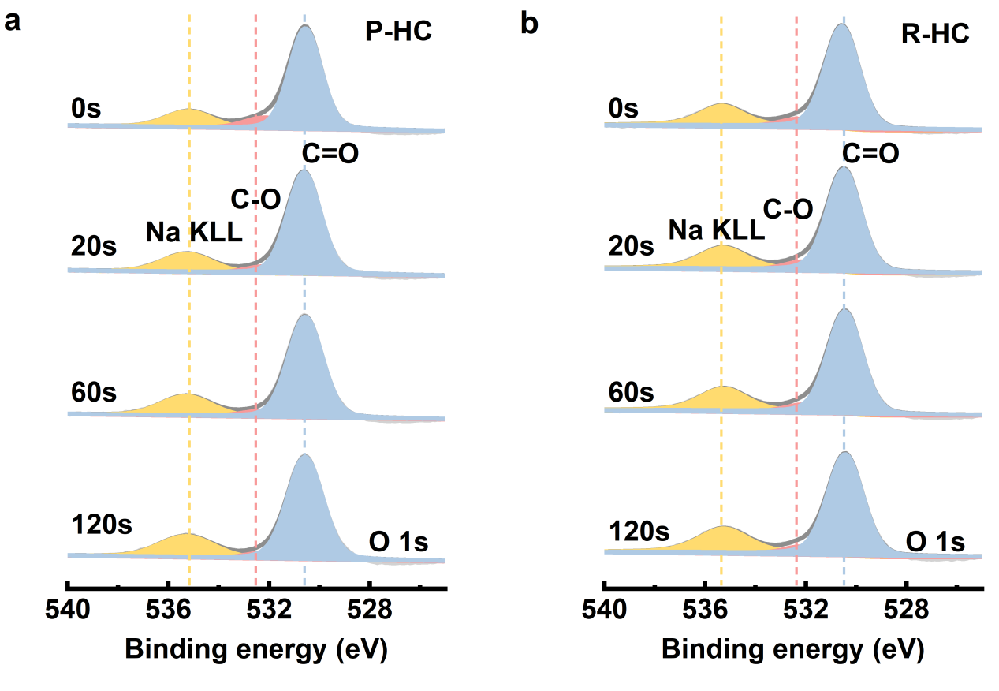 a
P-HC
0s
C=O
C-O
Na KLL
20s
60s
120s
O 1s
540 536 532 528
Binding energy (eV)
b
R-HC
0s
C=O
C-O
Na KLL
20s
60s
120s
O 1s
540 536 532 528
Binding energy (eV)